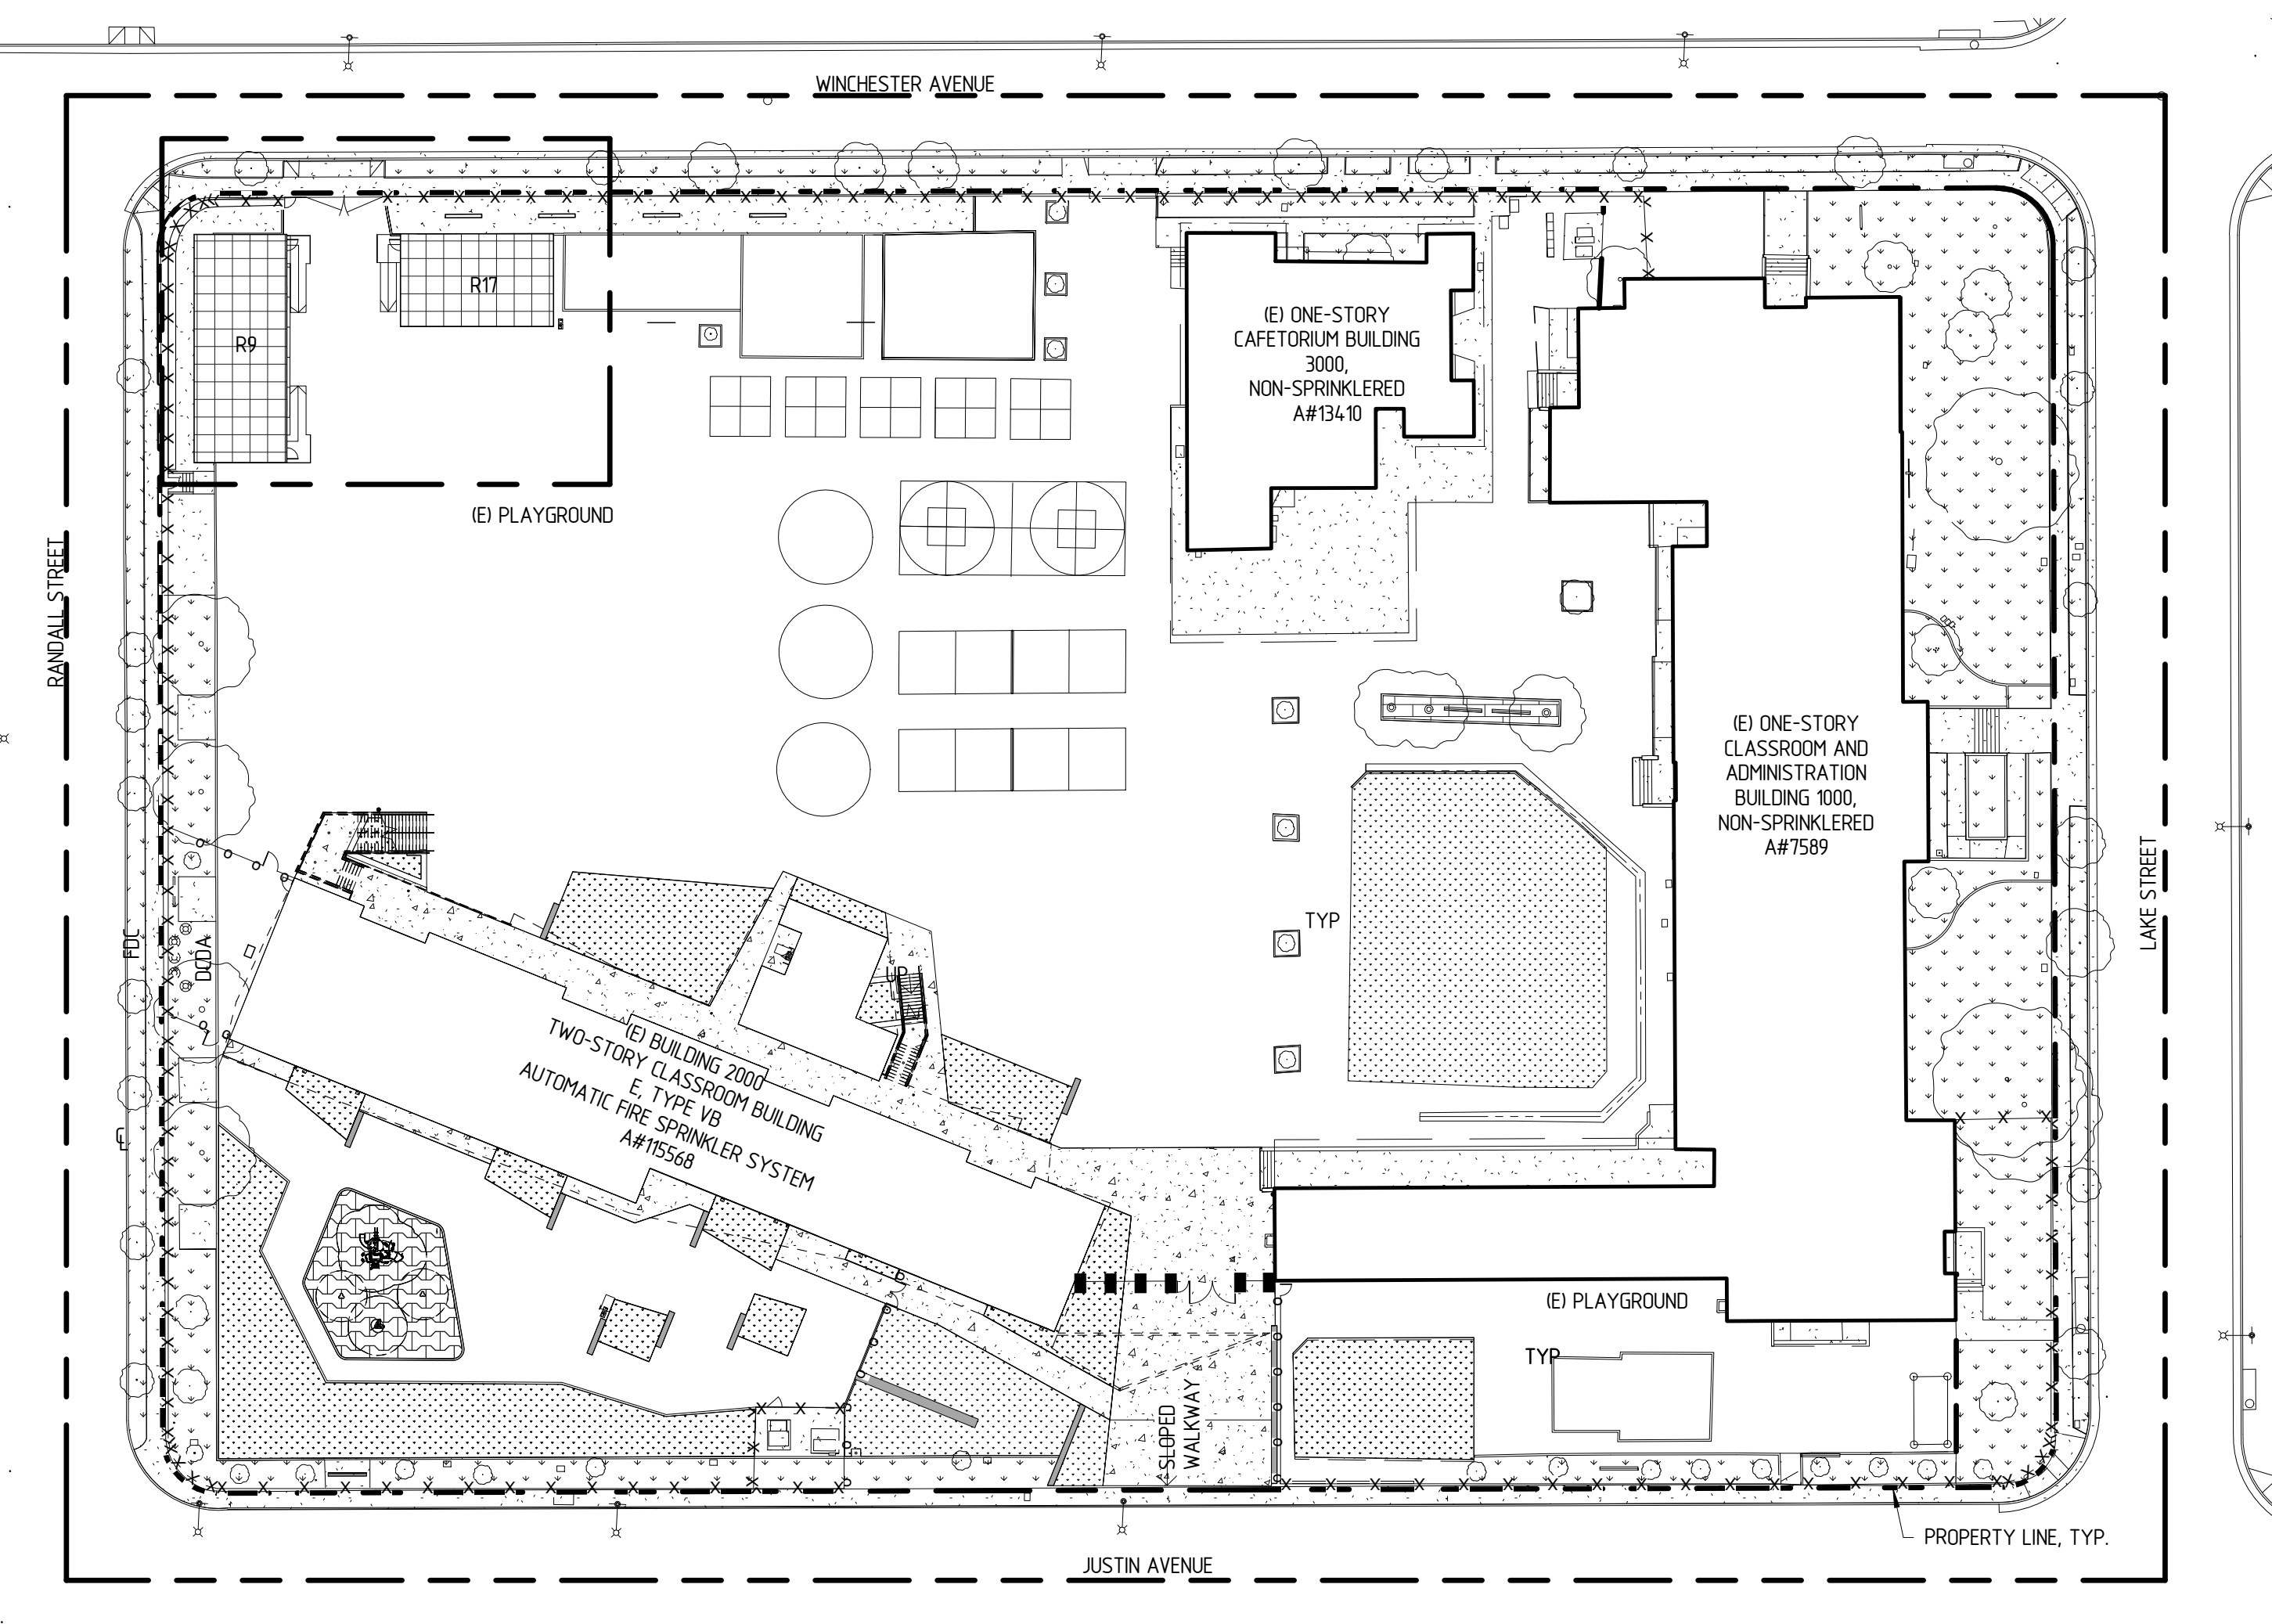 WINCHESTER AVENUE
R17
R9
(E) ONE-STORY
CAFETORIUM BUILDING
3000,
NON-SPRINKLERED
A#13410
(E) PLAYGROUND
RANDALL STREET
(E) ONE-STORY
CLASSROOM AND
ADMINISTRATION
BUILDING 1000,
NON-SPRINKLERED
A#7589
LAKE STREET
TYP
FDC
DCDA
UP
(E) BUILDING 2000
TWO-STORY CLASSROOM BUILDING
E, TYPE VB
AUTOMATIC FIRE SPRINKLER SYSTEM
A#115568
(E) PLAYGROUND
TYP
SLOPED
WALKWAY
PROPERTY LINE, TYP.
JUSTIN AVENUE